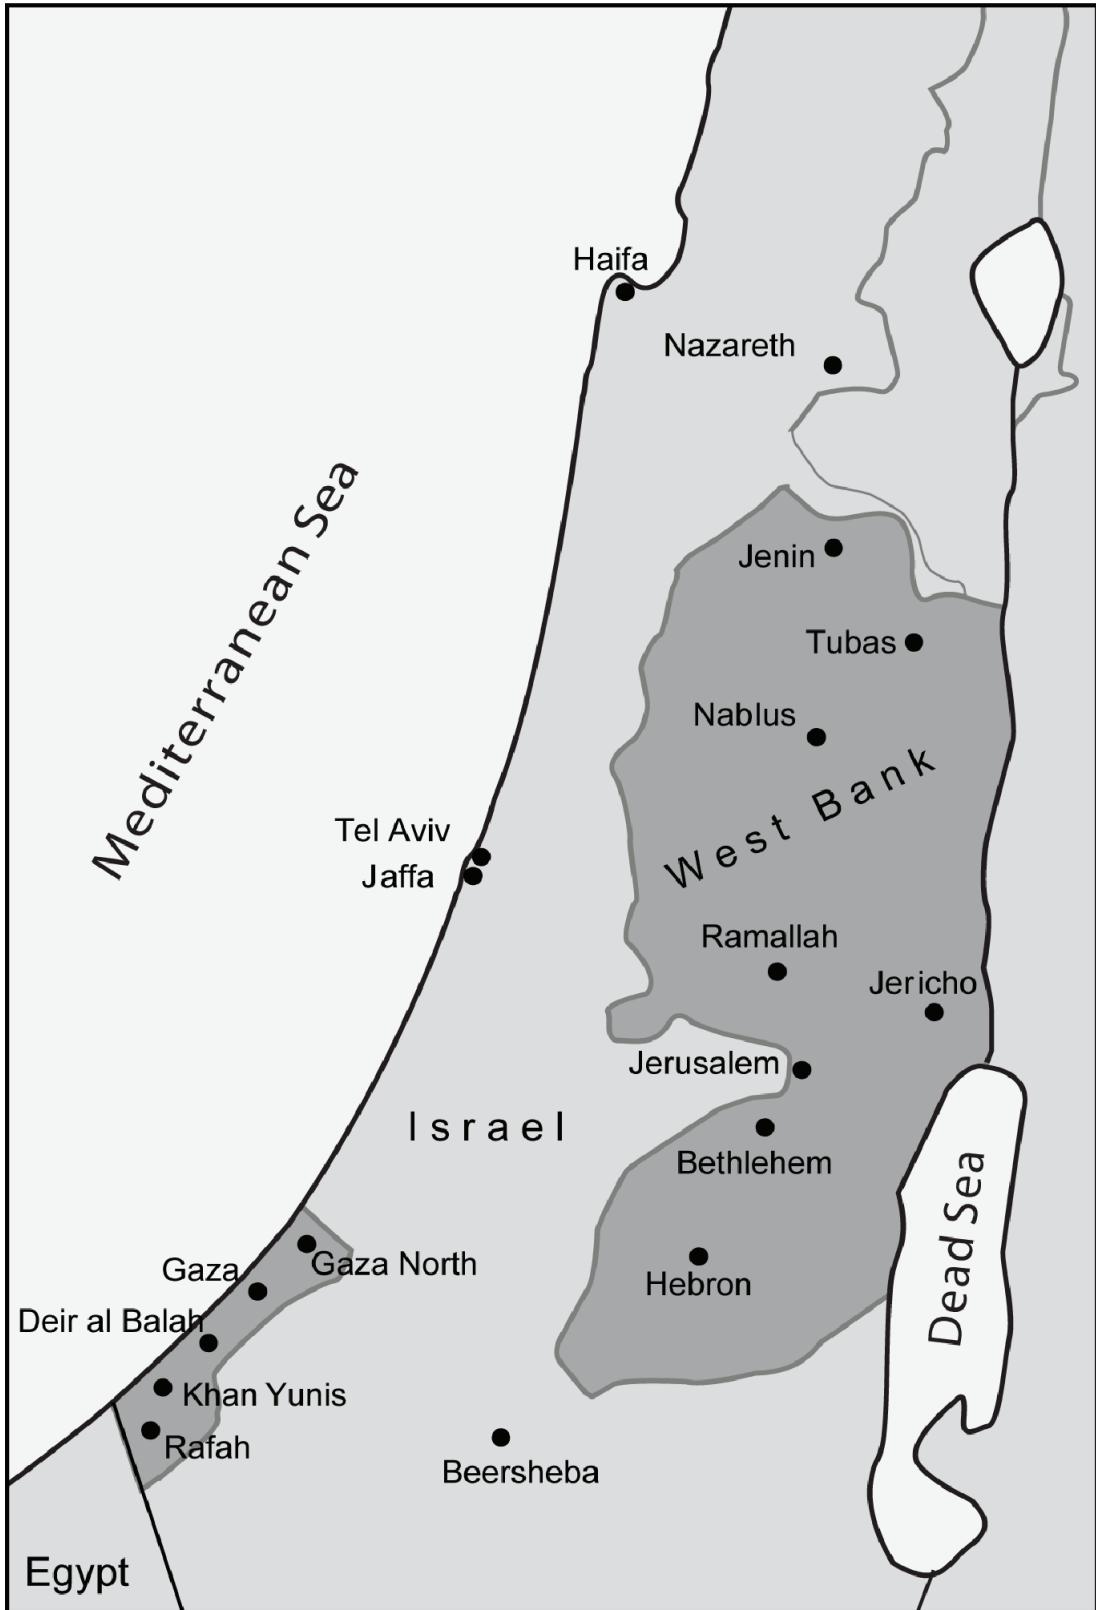 Haifa
Nazareth
Mediterranean Sea
Jenin
Tubas
Nablus
West Bank
Tel Aviv
Jaffa
Ramallah
Jericho
Jerusalem
Israel
Bethlehem
Dead Sea
Gaza North
Gaza
Hebron
Deir al Balah
Khan Yunis
Rafah
Beersheba
Egypt